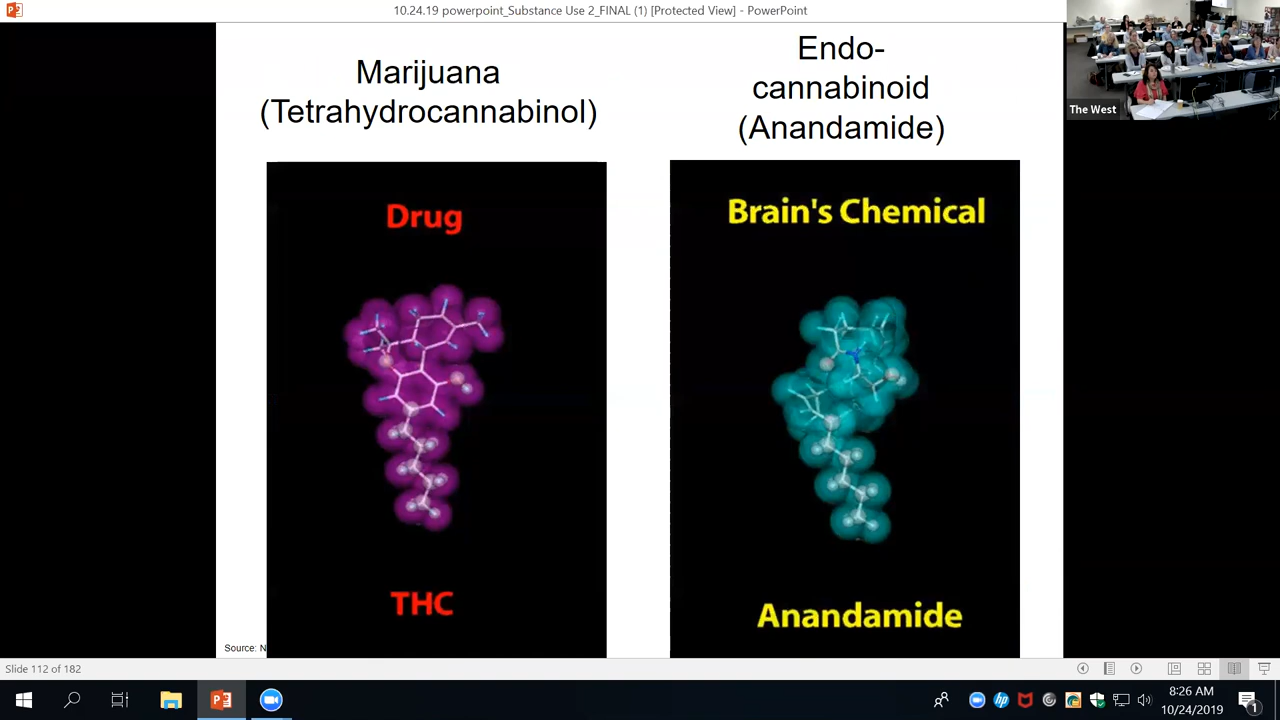 10.24.19 powerpoint_Substance Use 2_FINAL (1) [Protected View] - PowerPoint
The West
Marijuana
(Tetrahydrocannabinol)
Endo-
cannabinoid
(Anandamide)
Drug
Brain's Chemical
THC
Anandamide
Source: N
Slide 112 of 182
8:26 AM
10/24/2019
1